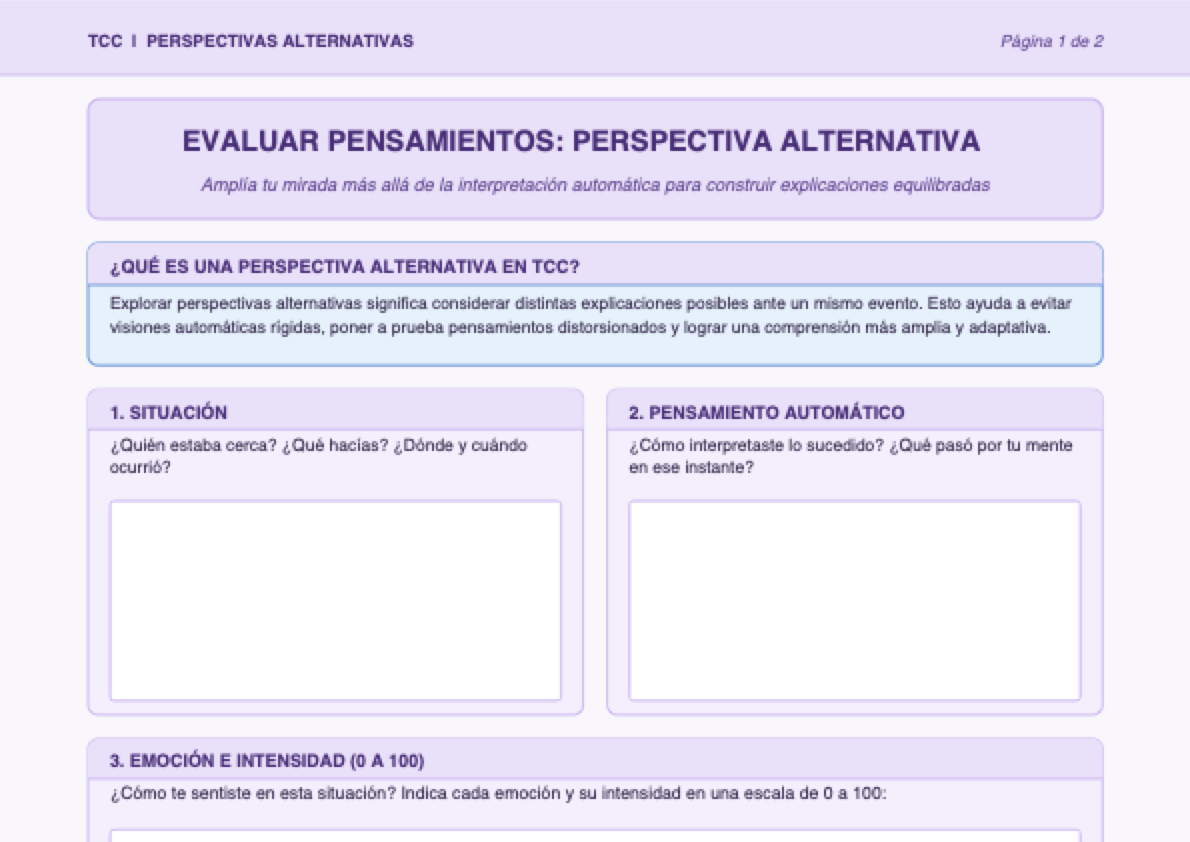 TCC | PERSPECTIVAS ALTERNATIVAS
Página 1 de 2
EVALUAR PENSAMIENTOS: PERSPECTIVA ALTERNATIVA
Amplía tu mirada más allá de la interpretación automática para construir explicaciones equilibradas
¿QUÉ ES UNA PERSPECTIVA ALTERNATIVA EN TCC?
Explorar perspectivas alternativas significa considerar distintas explicaciones posibles ante un mismo evento. Esto ayuda a evitar
visiones automáticas rígidas, poner a prueba pensamientos distorsionados y lograr una comprensión más amplia y adaptativa.
1. SITUACIÓN
¿Quién estaba cerca? ¿Qué hacías? ¿Dónde y cuándo
ocurrió?
2. PENSAMIENTO AUTOMÁTICO
¿Cómo interpretaste lo sucedido? ¿Qué pasó por tu mente
en ese instante?
3. EMOCIÓN E INTENSIDAD (0 A 100)
¿Cómo te sentiste en esta situación? Indica cada emoción y su intensidad en una escala de 0 a 100: